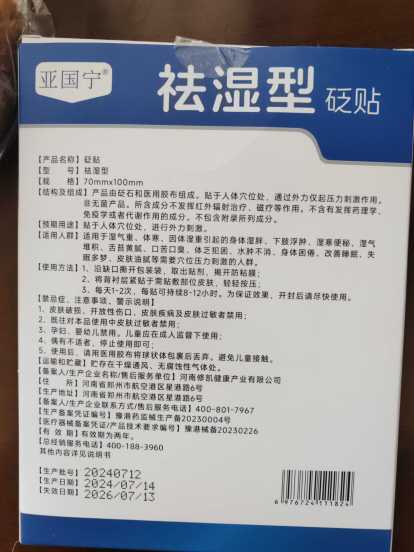 亚国宁®
祛湿型 砭贴
【产品名称】砭贴
【型 号】祛湿型
【规 格】70mmx100mm
【结构及组成】产品由砭石和医用胶布组成。贴于人体穴位处，通过外力仅起压力刺激作用，
非无菌产品。所含成分不发挥红外辐射治疗、磁疗等作用。不含有发挥药理学、
免疫学或者代谢作用的成分。不包含附录所列成分。
【预期用途】贴于人体穴位处，进行外力刺激。
【适用人群】适用于湿气重、体寒、因体湿重引起的身体湿胖、下肢浮肿、湿寒便秘、湿气
堆积、舌苔黄腻、口苦口臭、体乏犯困、水肿不消、身体困倦、改善睡眠、失
眠多梦、皮肤油腻等需要穴位压力刺激的人群。
【使用方法】1、沿缺口撕开包装袋，取出贴剂、揭开防粘膜；
2、将背衬层紧贴于需贴敷部位皮肤，轻轻按压；
3、每天1-2次，每贴可持续8-12小时。为保证效果，开封后请尽快使用。
【禁忌症、注意事项、警示说明】
1、皮肤破损、开放性伤口，皮肤疾病及皮肤过敏者禁用；
2、既往对本品使用中皮肤过敏者禁用；
3、孕妇、婴幼儿禁用。儿童应在成人监督下使用；
4、偶有不适者，停止使用即可；
5、使用后，请用医用胶布将球状体包裹后丢弃。避免儿童接触。
【运输和贮藏】贮存在干燥通风、无腐蚀性气体处。
【备案人/生产企业名称/售后服务单位】河南修凯健康产业有限公司
【住 所】河南省郑州市航空港区星港路6号
【生产地址】河南省郑州市航空港区星港路6号
【备案人/生产企业联系方式/售后服务电话】400-801-7967
【生产备案凭证编号】豫港药监械生产备20230004号
【医疗器械备案凭证/产品技术要求编号】豫港械备20230226
【有 效 期】有效期为两年。
【总经销服务电话】400-188-3960
其他内容详见说明书
【生产批号】20240712
【生产日期】2024/07/14
【失效日期】2026/07/13
6 976724 111824